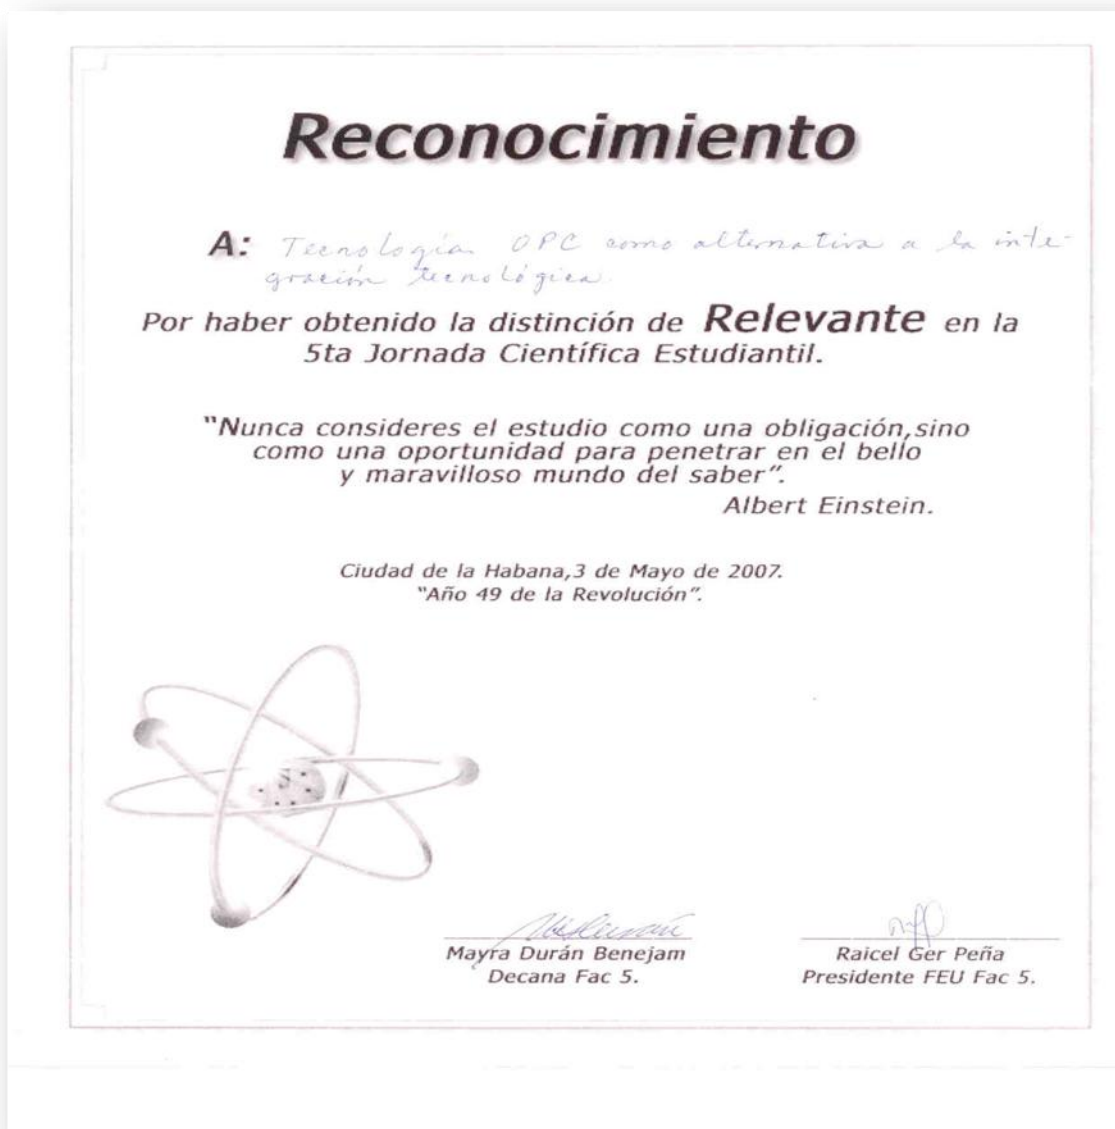 Reconocimiento
A: Tecnología OPC como alternativa a la inte-
gración tecnológica.
Por haber obtenido la distinción de Relevante en la
5ta Jornada Científica Estudiantil.
“Nunca consideres el estudio como una obligación,sino
como una oportunidad para penetrar en el bello
y maravilloso mundo del saber”.
Albert Einstein.
Ciudad de la Habana,3 de Mayo de 2007.
“Año 49 de la Revolución”.
Mayra Durán Benejam
Decana Fac 5.
Raicel Ger Peña
Presidente FEU Fac 5.